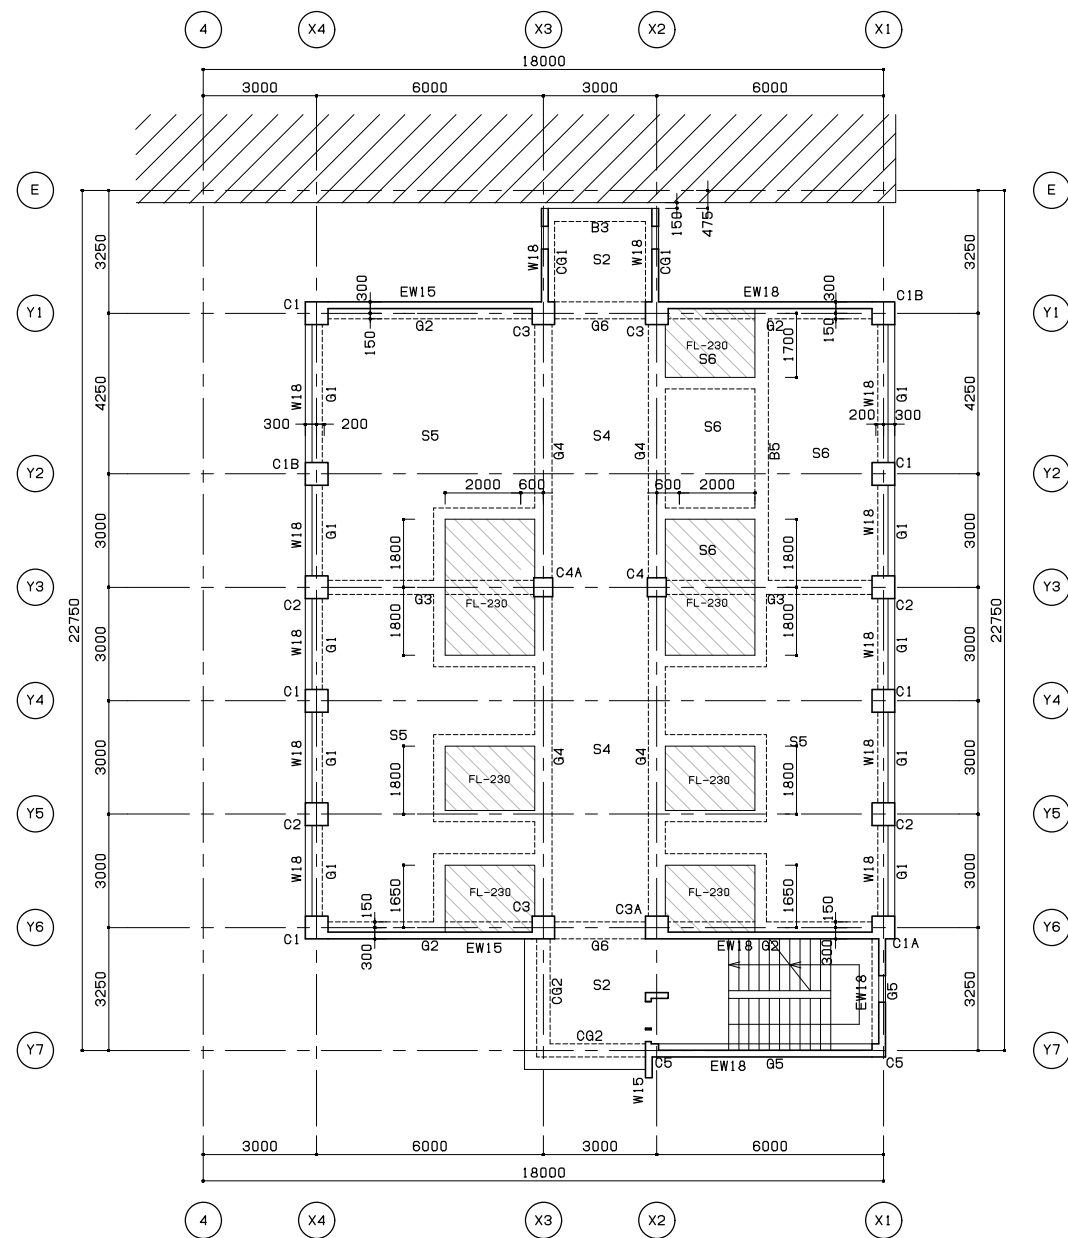 4 X4 X3 X2 X1
18000
3000 6000 3000 6000
E E
150 475
3250 3250
B3
W18 CG1 S2 W18 CG1
EW15 300 EW18 300
C1 C1B
Y1 Y1
G2 C3 G6 C3 G2
150 150
FL-230 1700
S6
4250 W18 G1 W18 G1 4250
300 200 200 300
S5 S4 S6 S6
G4 G4 B5
C1B C1
Y2 Y2
2000 600 600 2000
3000 W18 G1 1800 S6 1800 W18 G1 3000
C4A C4
Y3 Y3
G3 FL-230 FL-230 G3
C2 C2
22750 22750
3000 W18 G1 1800 1800 W18 G1 3000
C1 C1
Y4 Y4
S5 S4 S5
3000 W18 G1 1800 FL-230 G4 G4 FL-230 1800 W18 G1 3000
Y5 Y5
C2 C2
3000 W18 G1 1650 FL-230 FL-230 1650 W18 G1 3000
150 C3 C3A 150
Y6 Y6
C1 G2 EW15 G6 EW18 G2 C1A
300 300
3250 CG2 S2 EW18 G5 3250
CG2
Y7 Y7
C5 EW18 G5 C5
W15
3000 6000 3000 6000
18000
4 X4 X3 X2 X1